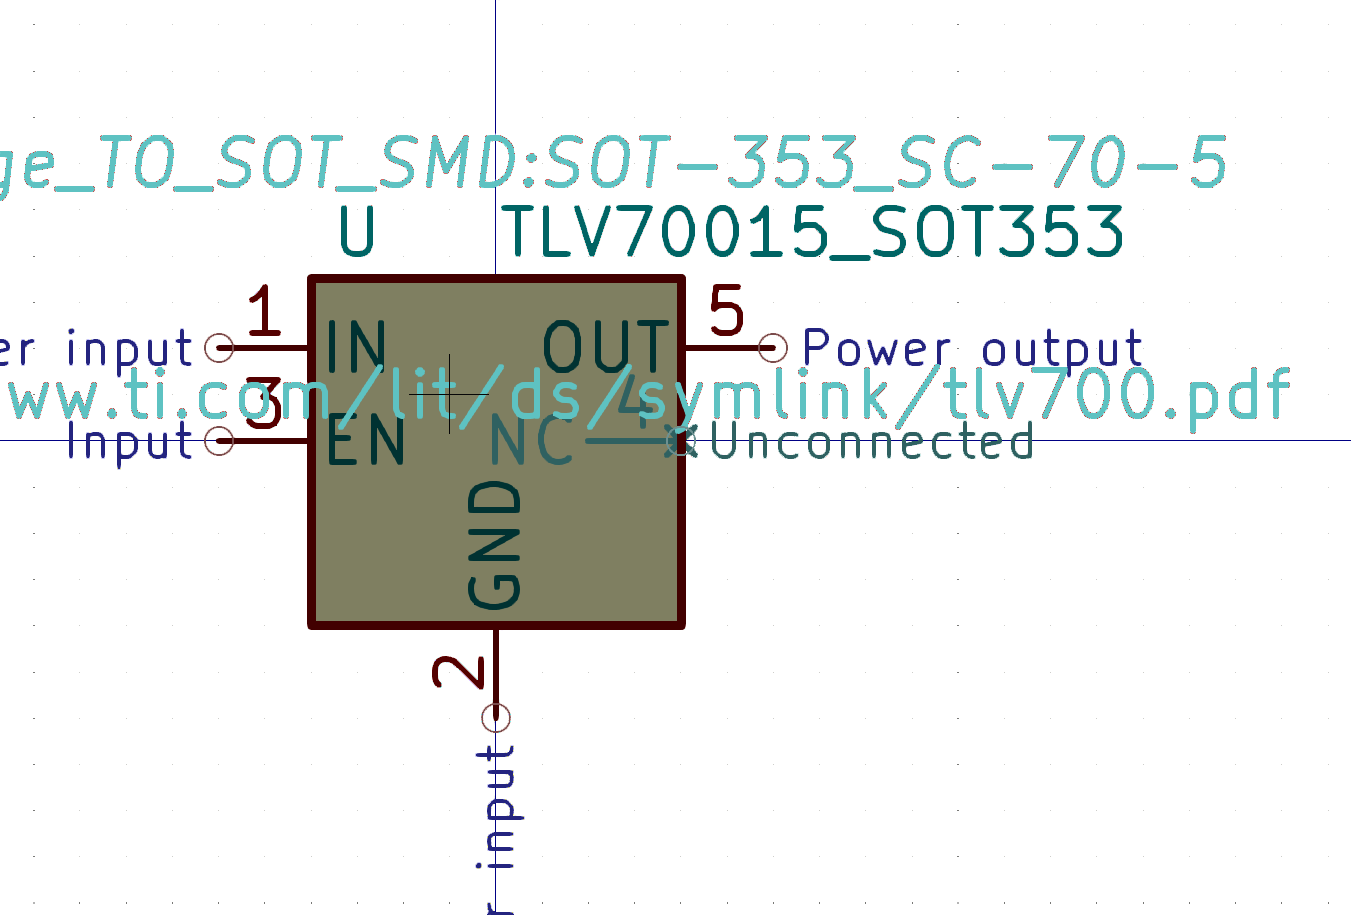 ge_TO_SOT_SMD:SOT-353_SC-70-5
U TLV70015_SOT353
1 5
er input IN OUT Power output
ww.ti.com/lit/ds/symlink/tlv700.pdf
3 4
Input EN NC Unconnected
GND
2
r input